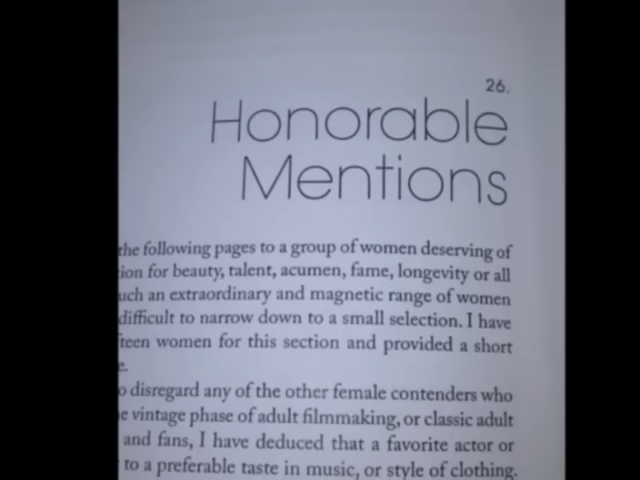 26.
Honorable
Mentions
the following pages to a group of women deserving of
for beauty, talent, acumen, fame, longevity or all
an extraordinary and magnetic range of women
difficult to narrow down to a small selection. I have
women for this section and provided a short
disregard any of the other female contenders who
vintage phase of adult filmmaking, or classic adult
and fans, I have deduced that a favorite actor or
to a preferable taste in music, or style of clothing.